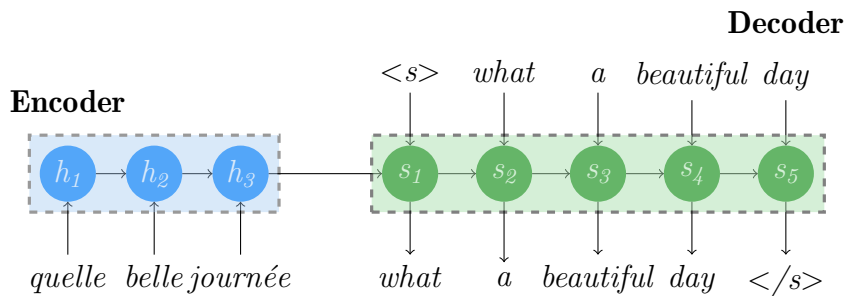 Decoder
<s> what a beautiful day
Encoder
h1 h2 h3 s1 s2 s3 s4 s5
quelle belle journée what a beautiful day </s>